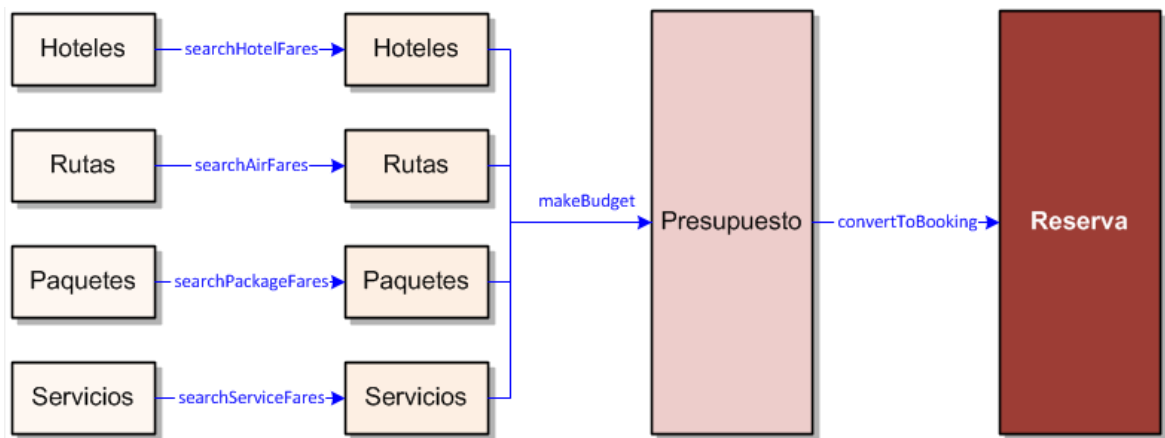 Hoteles
searchHotelFares
Hoteles
Rutas
searchAirFares
Rutas
makeBudget
Presupuesto
convertToBooking
Reserva
Paquetes
searchPackageFares
Paquetes
Servicios
searchServiceFares
Servicios